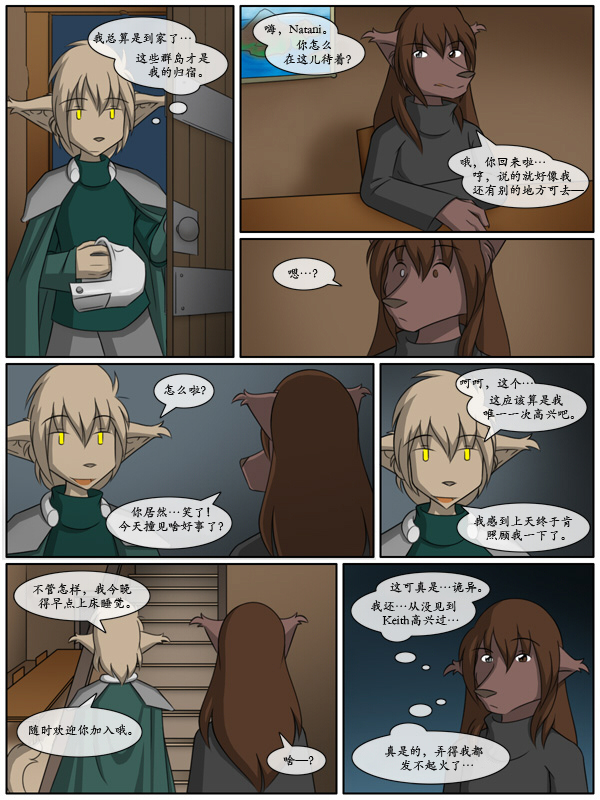 我总算是到家了…
这些群岛才是
我的归宿。
嗨，Natani。
你怎么
在这儿待着？
哦，你回来啦…
哼，说的就好像我
还有别的地方可去—
嗯…？
怎么啦？
你居然…笑了！
今天撞见啥好事了？
呵呵，这个…
这应该算是我
唯一一次高兴吧。
我感到上天终于肯
照顾我一下了。
不管怎样，我今晚
得早点上床睡觉。
随时欢迎你加入哦。
啥—？
这可真是…诡异。
我还…从没见到
Keith高兴过…
真是的，弄得我都
发不起火了…